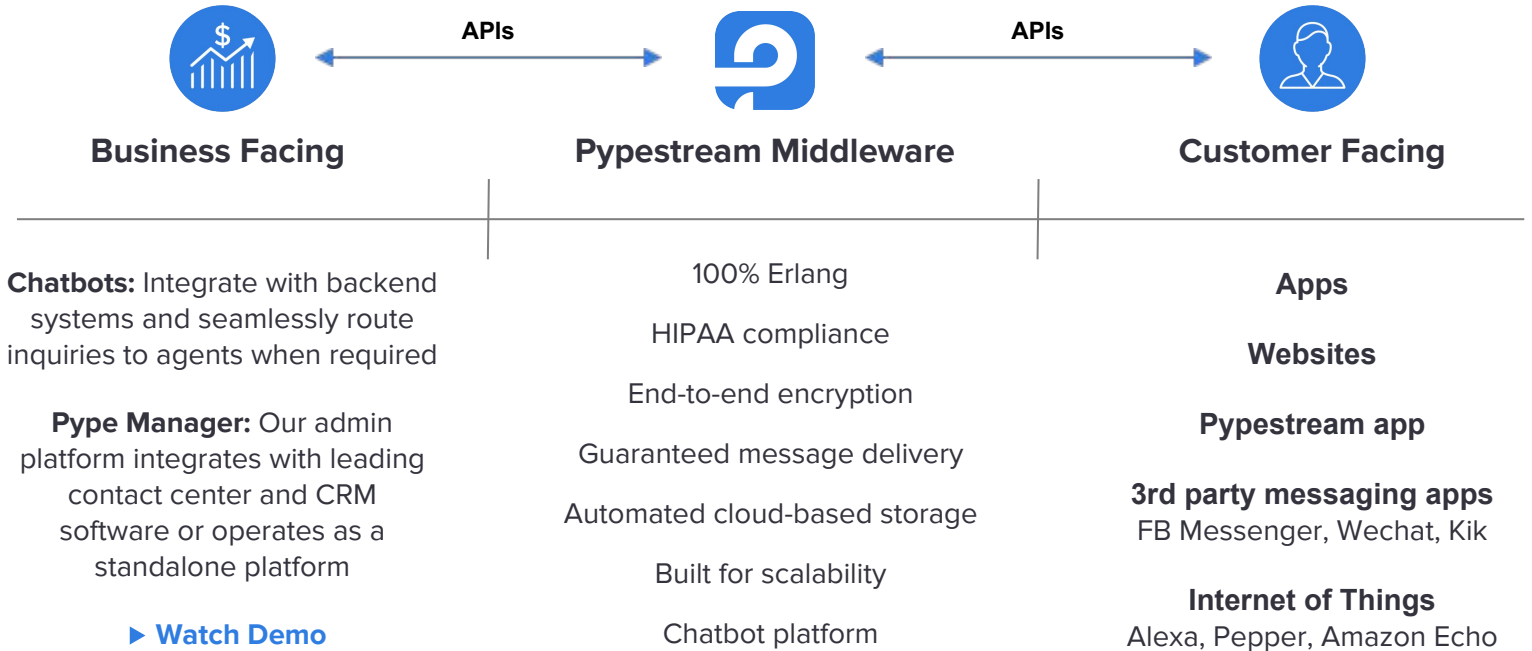 APIs
APIs
$
Business Facing
Pypestream Middleware
Customer Facing
Chatbots: Integrate with backend
systems and seamlessly route
inquiries to agents when required
Pype Manager: Our admin
platform integrates with leading
contact center and CRM
software or operates as a
standalone platform
▶ Watch Demo
100% Erlang
HIPAA compliance
End-to-end encryption
Guaranteed message delivery
Automated cloud-based storage
Built for scalability
Chatbot platform
Apps
Websites
Pypestream app
3rd party messaging apps
FB Messenger, Wechat, Kik
Internet of Things
Alexa, Pepper, Amazon Echo